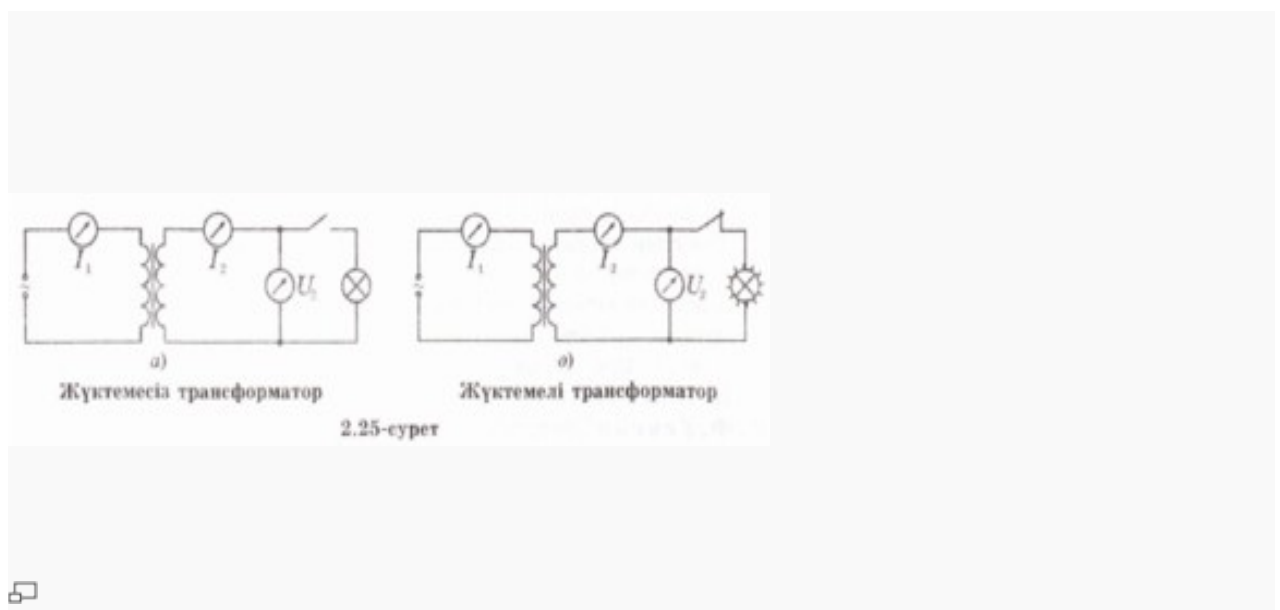 I₁ I₂ U₂
I₁ I₂ U₂
а) ә)
Жүктемесіз трансформатор Жүктемелі трансформатор
2.25-сурет